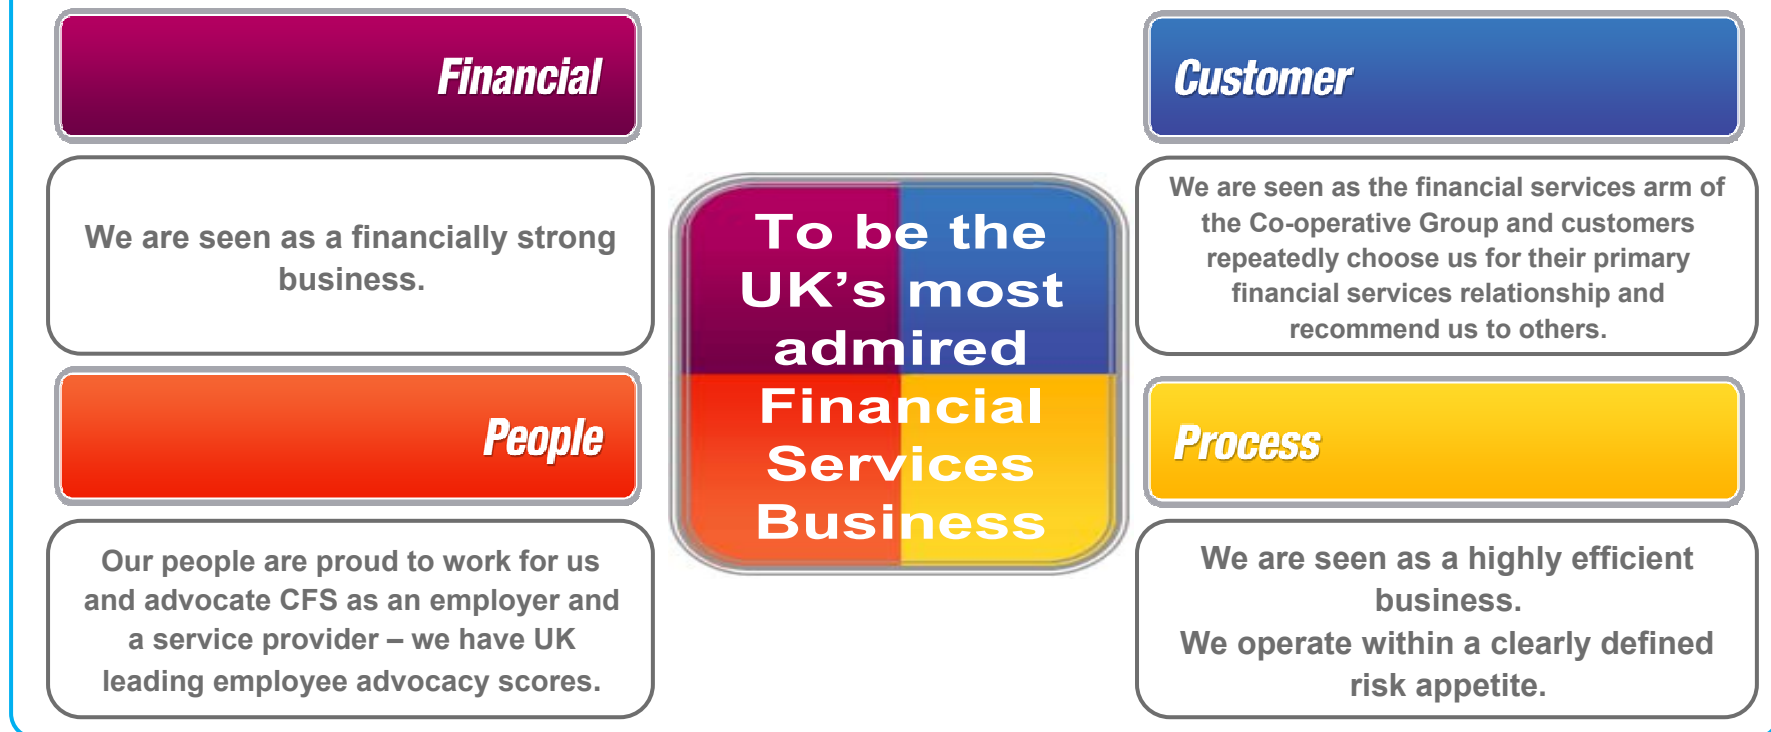 Financial
We are seen as a financially strong
business.
Customer
We are seen as the financial services arm of
the Co-operative Group and customers
repeatedly choose us for their primary
financial services relationship and
recommend us to others.
To be the
UK’s most
admired
Financial
Services
Business
People
Our people are proud to work for us
and advocate CFS as an employer and
a service provider – we have UK
leading employee advocacy scores.
Process
We are seen as a highly efficient
business.
We operate within a clearly defined
risk appetite.